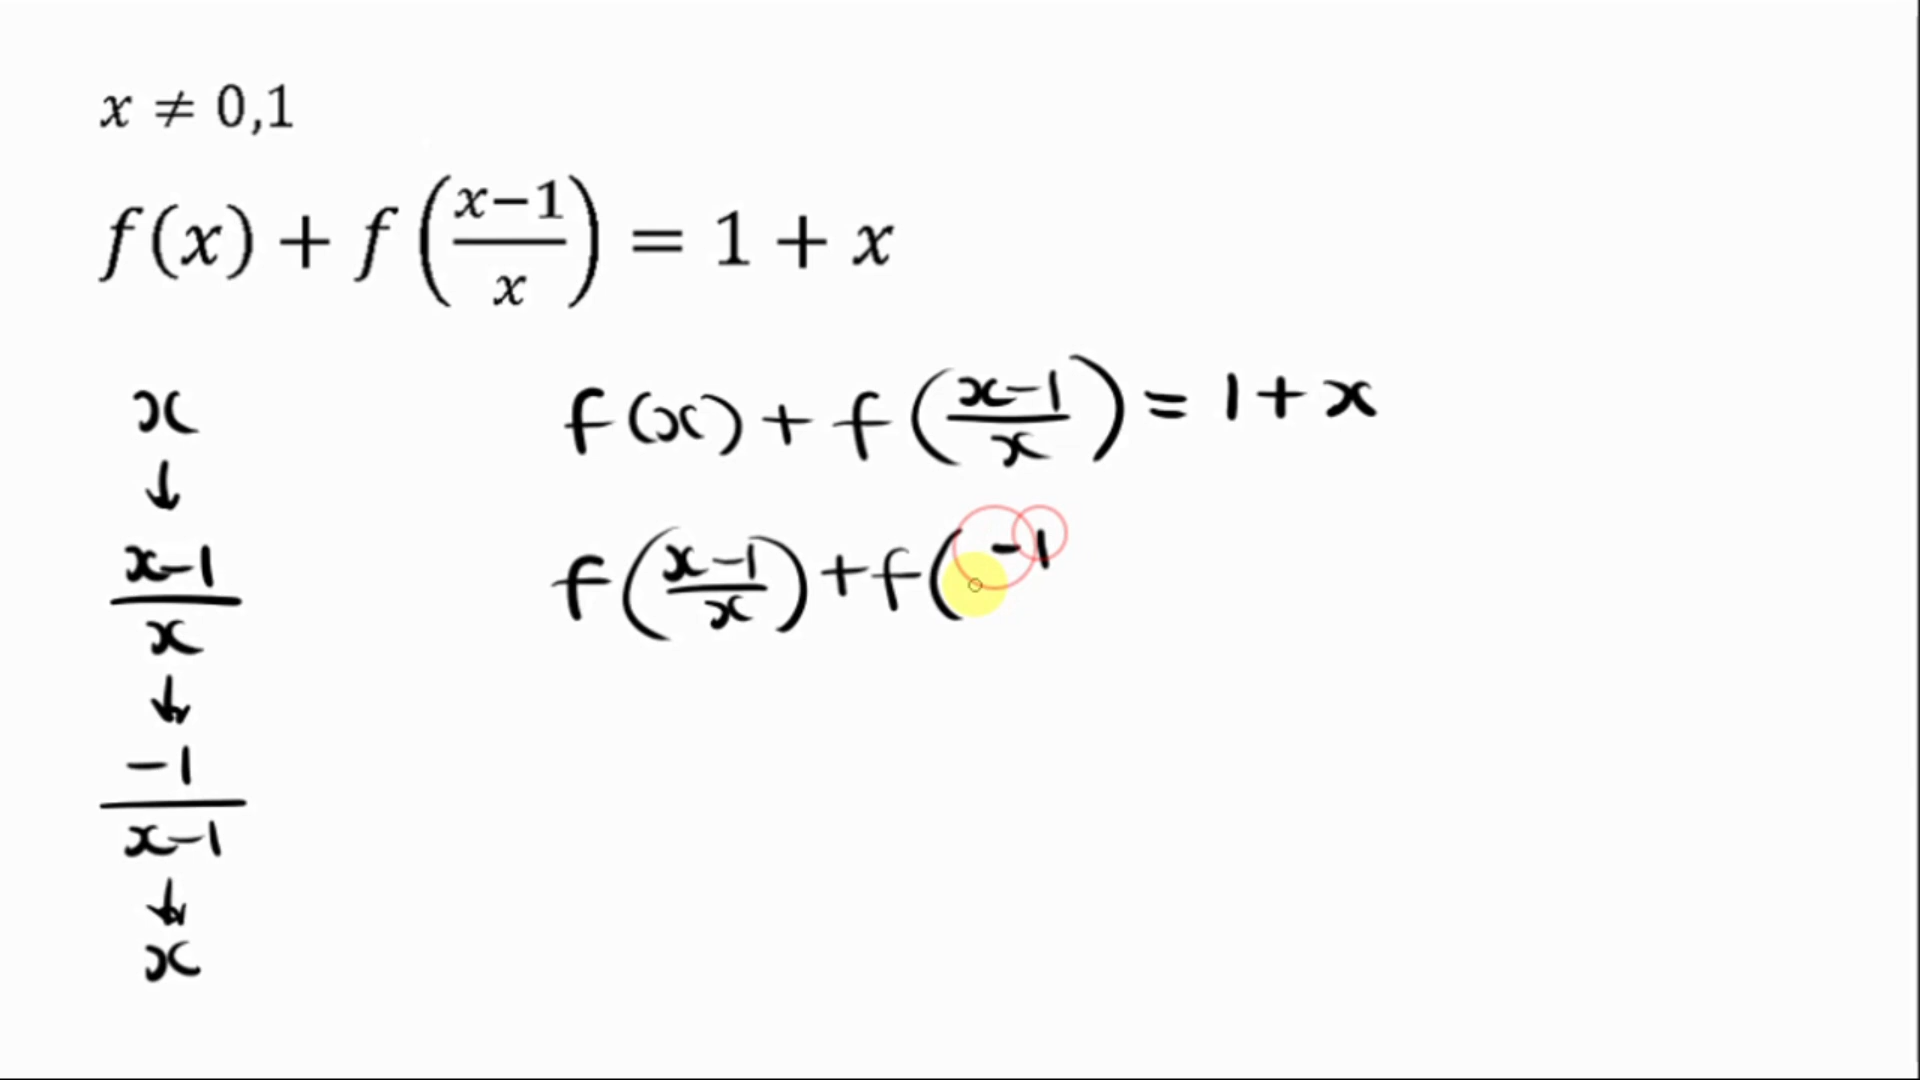 x ≠ 0,1
f(x) + f((x−1)/x) = 1 + x
x
↓
(x−1)/x
↓
−1/(x−1)
↓
x
f(x) + f((x−1)/x) = 1 + x
f((x−1)/x) + f( −1